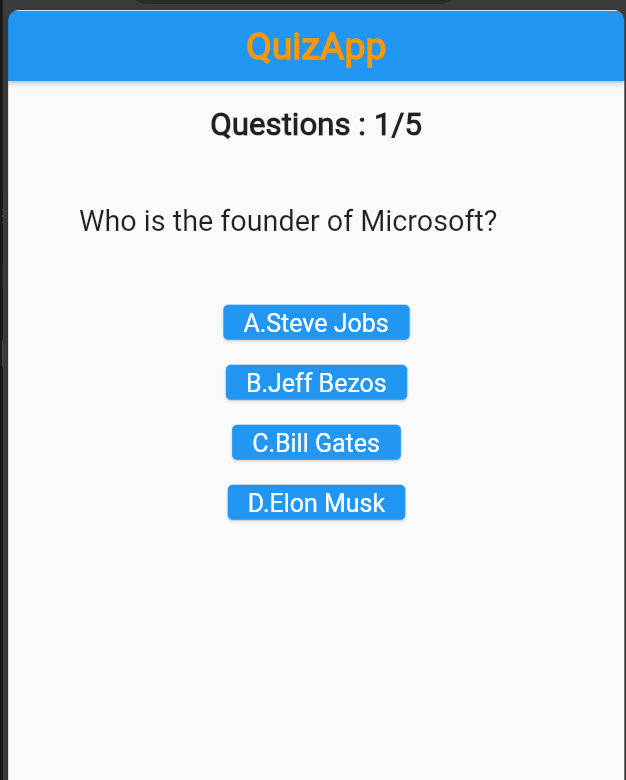 QuizApp
Questions : 1/5
Who is the founder of Microsoft?
A.Steve Jobs
B.Jeff Bezos
C.Bill Gates
D.Elon Musk